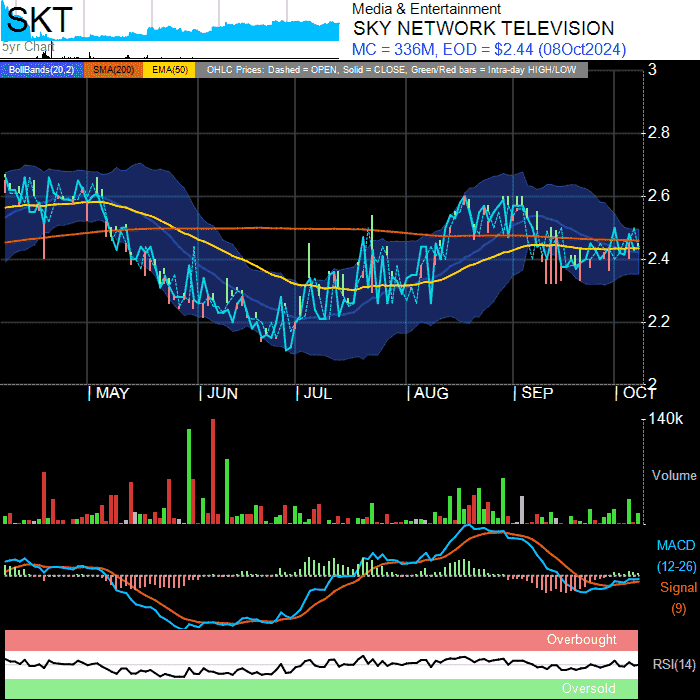 SKT
5yr Chart
Media & Entertainment
SKY NETWORK TELEVISION
MC = 336M, EOD = $2.44 (08Oct2024)
BollBands(20,2) SMA(200) EMA(50) OHLC Prices: Dashed = OPEN, Solid = CLOSE, Green/Red bars = Intra-day HIGH/LOW
3
2.8
2.6
2.4
2.2
2
MAY JUN JUL AUG SEP OCT
140k
Volume
MACD
(12-26)
Signal
(9)
Overbought
RSI(14)
Oversold